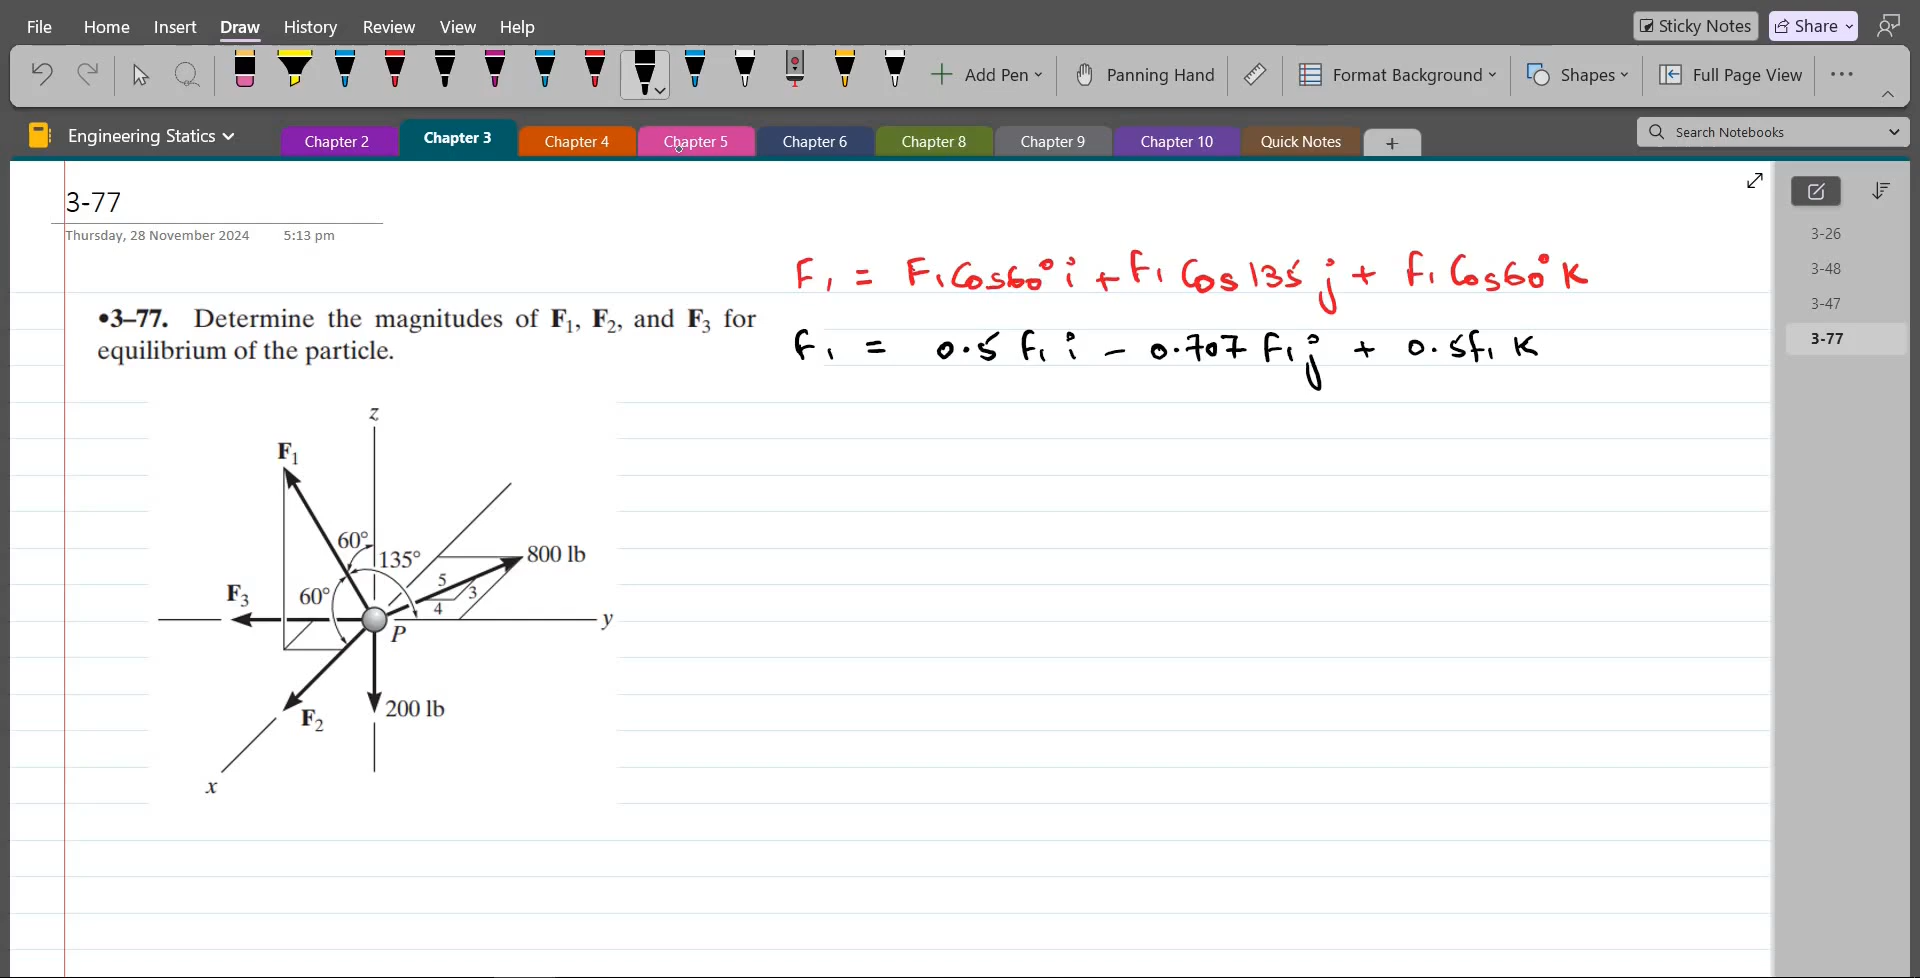 File Home Insert Draw History Review View Help Sticky Notes Share
Add Pen Panning Hand Format Background Shapes Full Page View
Engineering Statics Chapter 2 Chapter 3 Chapter 4 Chapter 5 Chapter 6 Chapter 8 Chapter 9 Chapter 10 Quick Notes + Search Notebooks
3-77
Thursday, 28 November 2024 5:13 pm
•3–77. Determine the magnitudes of F₁, F₂, and F₃ for
equilibrium of the particle.
z
F₁
60°
135°
800 lb
5
3
4
60°
F₃
y
P
F₂
200 lb
x
F₁ = F₁ Cos60° i + F₁ Cos 135 j + F₁ Cos60° K
F₁ = 0.5 F₁ i - 0.707 F₁ j + 0.5 F₁ K
3-26
3-48
3-47
3-77